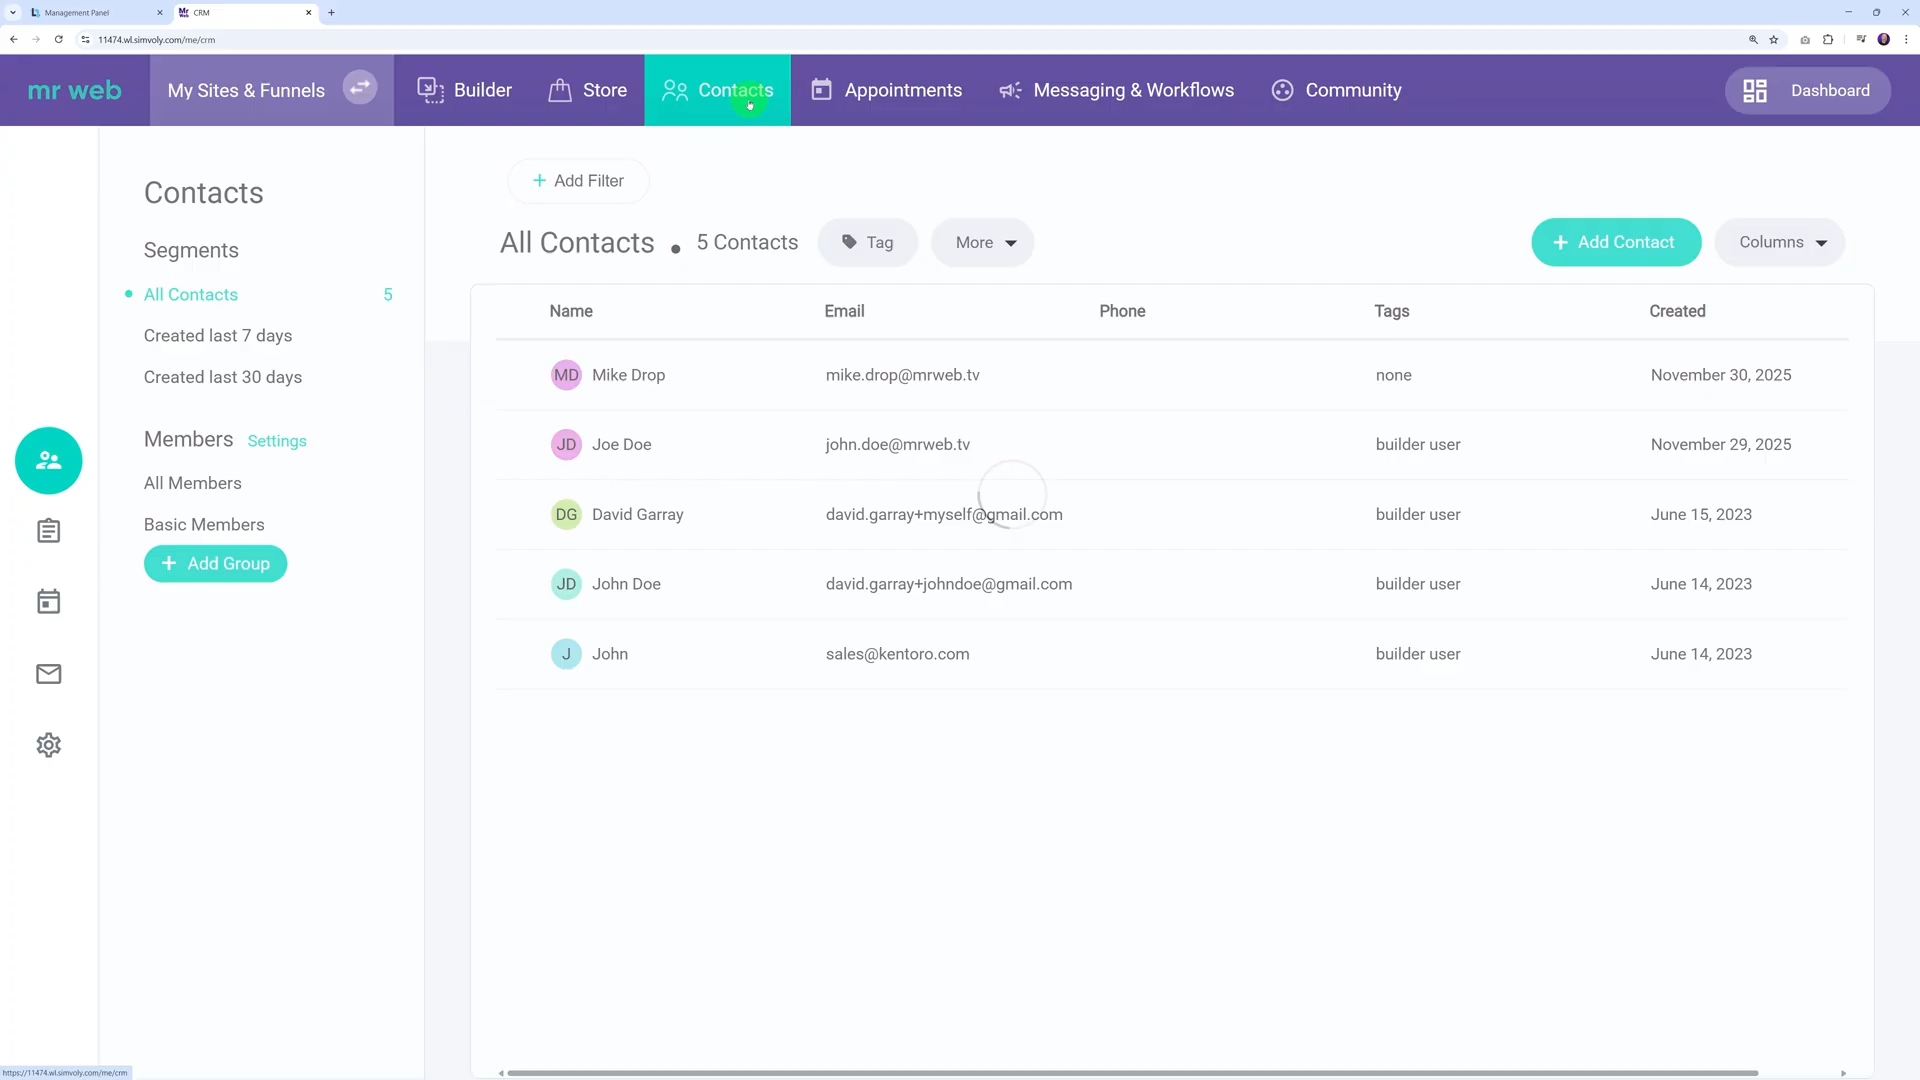 Management Panel
CRM
11474.wl.simvoly.com/me/crm
mr web
My Sites & Funnels
Builder
Store
Contacts
Appointments
Messaging & Workflows
Community
Dashboard
Contacts
Segments
All Contacts 5
Created last 7 days
Created last 30 days
Members Settings
All Members
Basic Members
+ Add Group
+ Add Filter
All Contacts • 5 Contacts
Tag
More
+ Add Contact
Columns
Name Email Phone Tags Created
MD Mike Drop mike.drop@mrweb.tv none November 30, 2025
JD Joe Doe john.doe@mrweb.tv builder user November 29, 2025
DG David Garray david.garray+myself@gmail.com builder user June 15, 2023
JD John Doe david.garray+johndoe@gmail.com builder user June 14, 2023
J John sales@kentoro.com builder user June 14, 2023
https://11474.wl.simvoly.com/me/crm